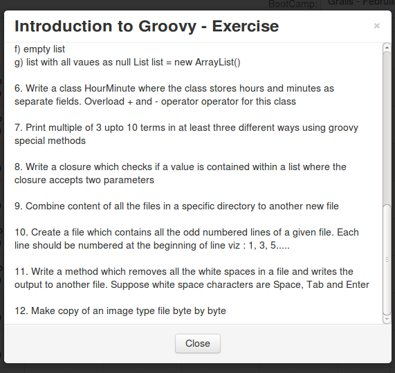 BootCamp: Grails - Februa
Introduction to Groovy - Exercise
×
f) empty list
g) list with all vaues as null List list = new ArrayList()
6. Write a class HourMinute where the class stores hours and minutes as
separate fields. Overload + and - operator operator for this class
7. Print multiple of 3 upto 10 terms in at least three different ways using groovy
special methods
8. Write a closure which checks if a value is contained within a list where the
closure accepts two parameters
9. Combine content of all the files in a specific directory to another new file
10. Create a file which contains all the odd numbered lines of a given file. Each
line should be numbered at the beginning of line viz : 1, 3, 5.....
11. Write a method which removes all the white spaces in a file and writes the
output to another file. Suppose white space characters are Space, Tab and Enter
12. Make copy of an image type file byte by byte
Close